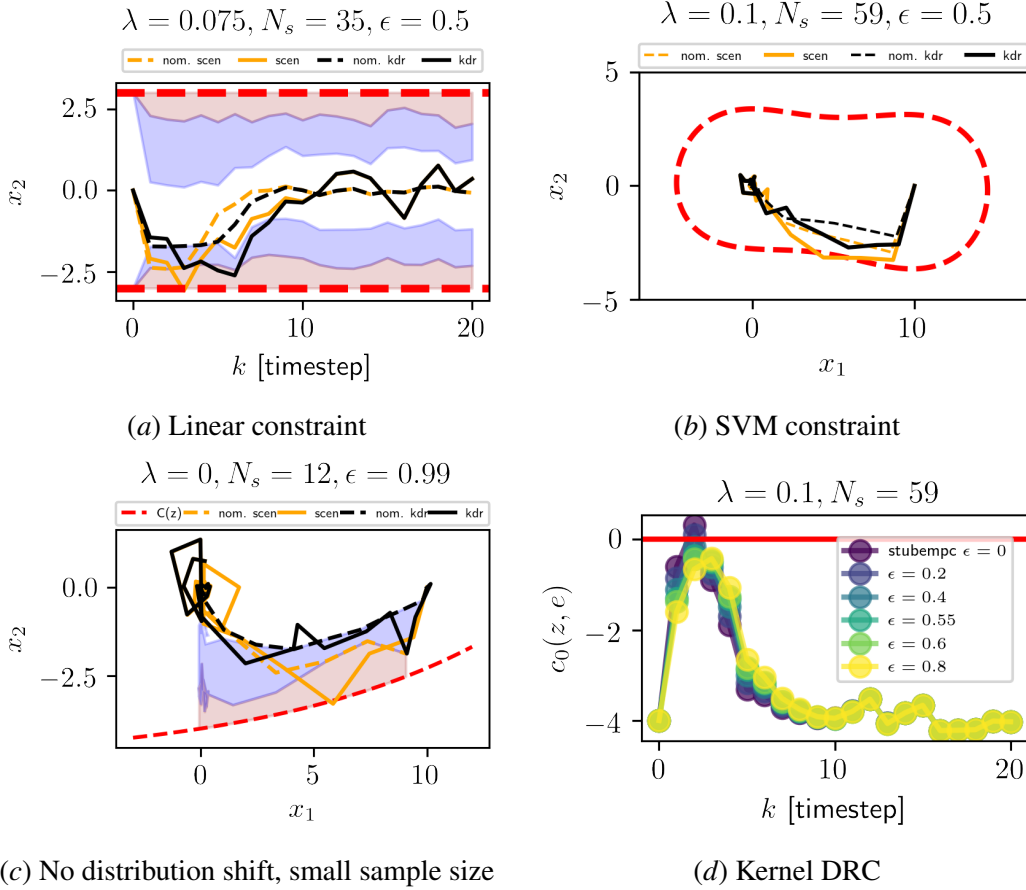 λ = 0.075, N_s = 35, ϵ = 0.5
nom. scen scen nom. kdr kdr
2.5
0.0
−2.5
x_2
0 10 20
k [timestep]
(a) Linear constraint
λ = 0.1, N_s = 59, ϵ = 0.5
nom. scen scen nom. kdr kdr
5
0
−5
x_2
0 10
x_1
(b) SVM constraint
λ = 0, N_s = 12, ϵ = 0.99
C(z) nom. scen scen nom. kdr kdr
0.0
−2.5
x_2
0 5 10
x_1
(c) No distribution shift, small sample size
λ = 0.1, N_s = 59
0
−2
−4
c_0(z, e)
stubempc ϵ = 0
ϵ = 0.2
ϵ = 0.4
ϵ = 0.55
ϵ = 0.6
ϵ = 0.8
0 10 20
k [timestep]
(d) Kernel DRC